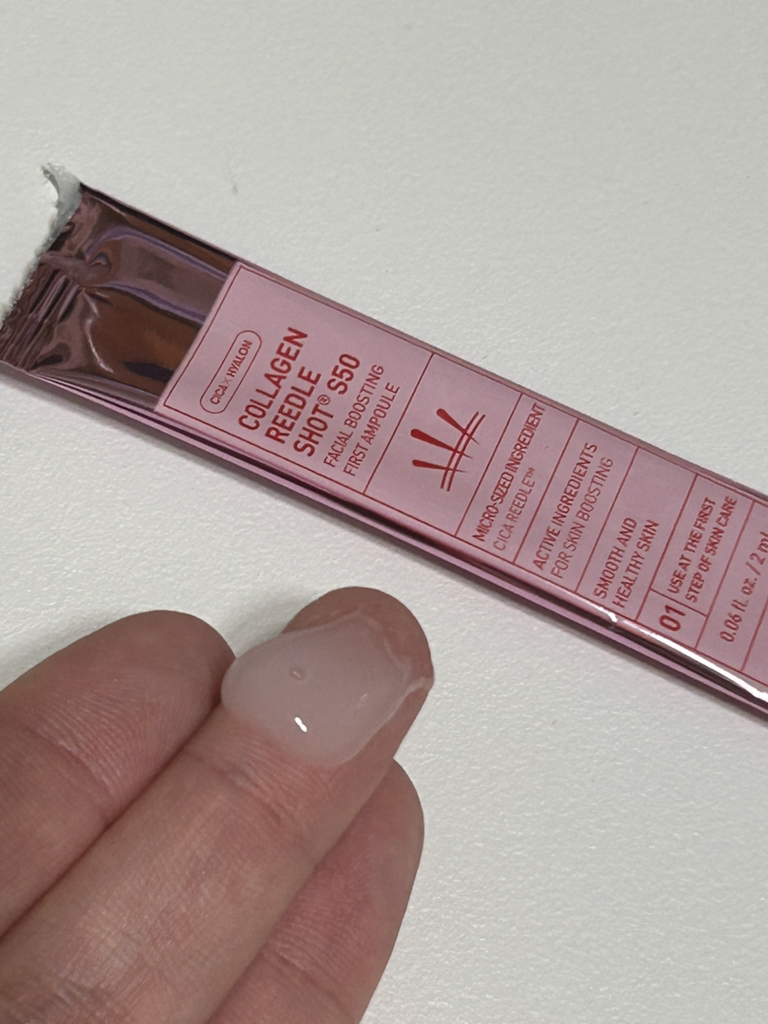 CICA × HYALON
COLLAGEN
REEDLE
SHOT® S50
FACIAL BOOSTING
FIRST AMPOULE
MICRO-SIZED INGREDIENT
CICA REEDLE™
ACTIVE INGREDIENTS
FOR SKIN BOOSTING
SMOOTH AND
HEALTHY SKIN
01
USE AT THE FIRST
STEP OF SKIN CARE
0.06 fl. oz. / 2 ml